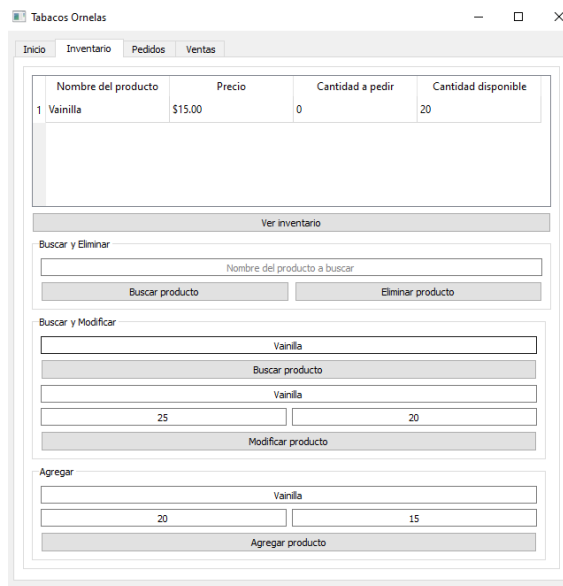 Tabacos Ornelas
Inicio Inventario Pedidos Ventas
Nombre del producto Precio Cantidad a pedir Cantidad disponible
1 Vainilla $15.00 0 20
Ver inventario
Buscar y Eliminar
Nombre del producto a buscar
Buscar producto Eliminar producto
Buscar y Modificar
Vainilla
Buscar producto
Vainilla
25 20
Modificar producto
Agregar
Vainilla
20 15
Agregar producto